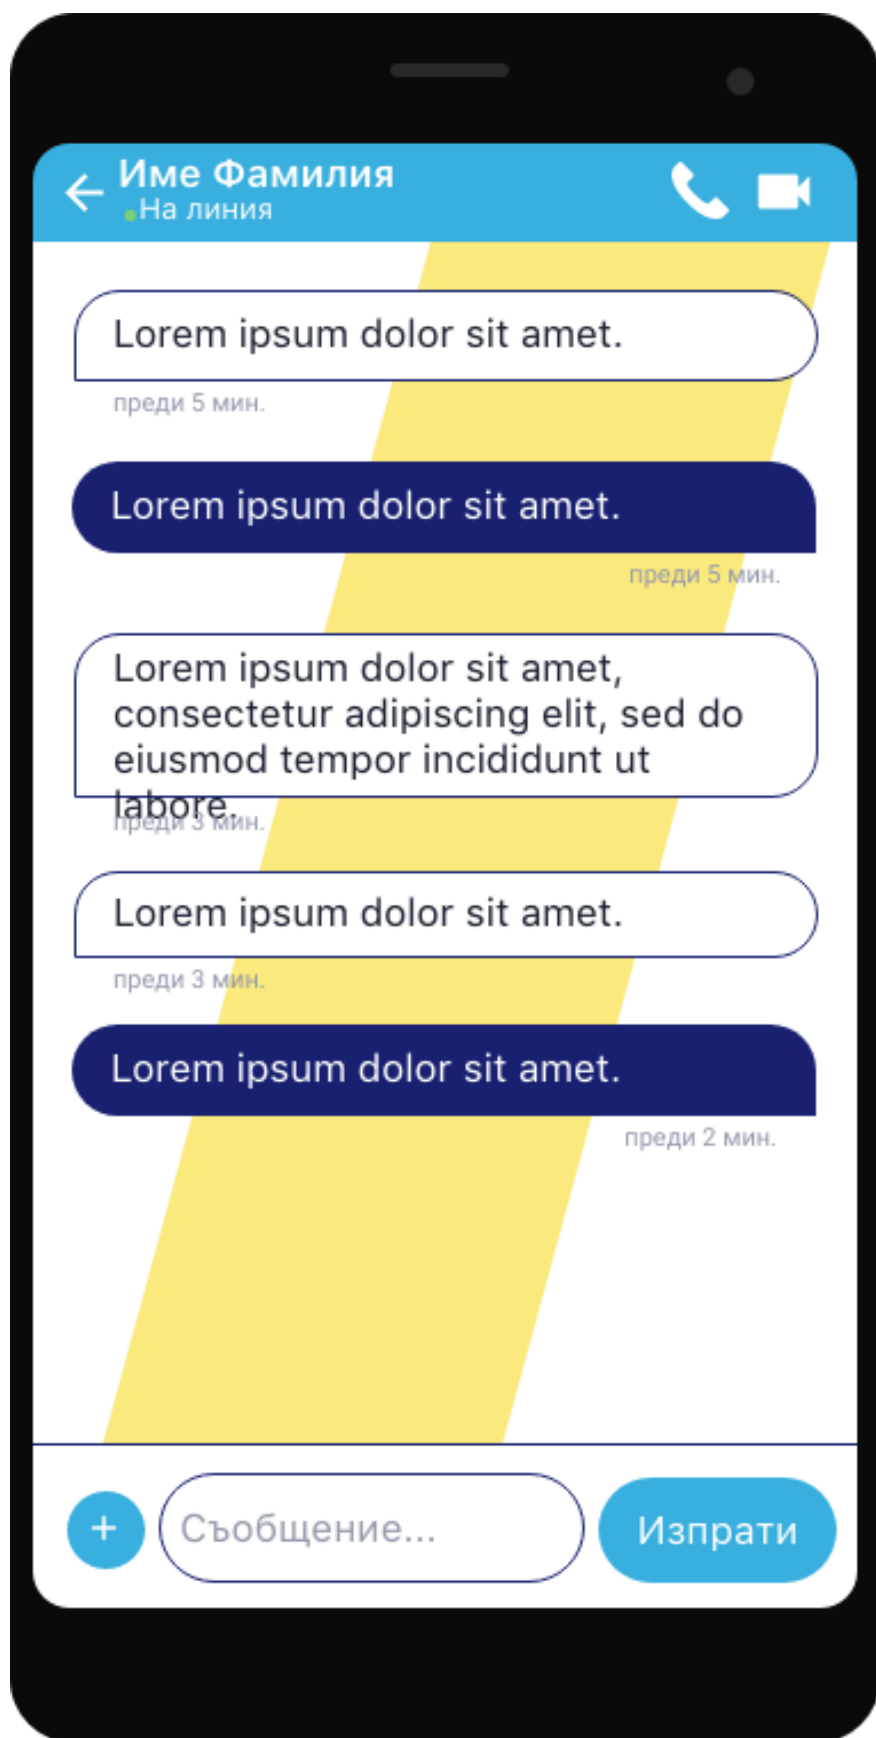 Име Фамилия
На линия
Lorem ipsum dolor sit amet.
преди 5 мин.
Lorem ipsum dolor sit amet.
преди 5 мин.
Lorem ipsum dolor sit amet,
consectetur adipiscing elit, sed do
eiusmod tempor incididunt ut
labore.
преди 3 мин.
Lorem ipsum dolor sit amet.
преди 3 мин.
Lorem ipsum dolor sit amet.
преди 2 мин.
+
Съобщение...
Изпрати